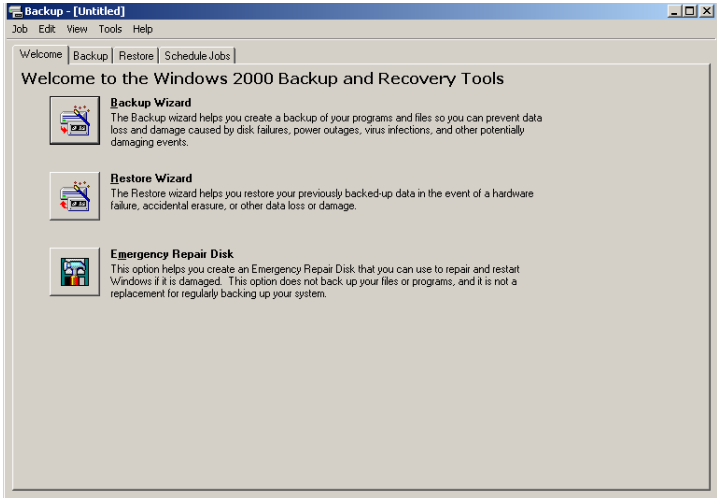 Backup - [Untitled]
Job Edit View Tools Help
Welcome Backup Restore Schedule Jobs
Welcome to the Windows 2000 Backup and Recovery Tools
Backup Wizard
The Backup wizard helps you create a backup of your programs and files so you can prevent data
loss and damage caused by disk failures, power outages, virus infections, and other potentially
damaging events.
Restore Wizard
The Restore wizard helps you restore your previously backed-up data in the event of a hardware
failure, accidental erasure, or other data loss or damage.
Emergency Repair Disk
This option helps you create an Emergency Repair Disk that you can use to repair and restart
Windows if it is damaged.  This option does not back up your files or programs, and it is not a
replacement for regularly backing up your system.